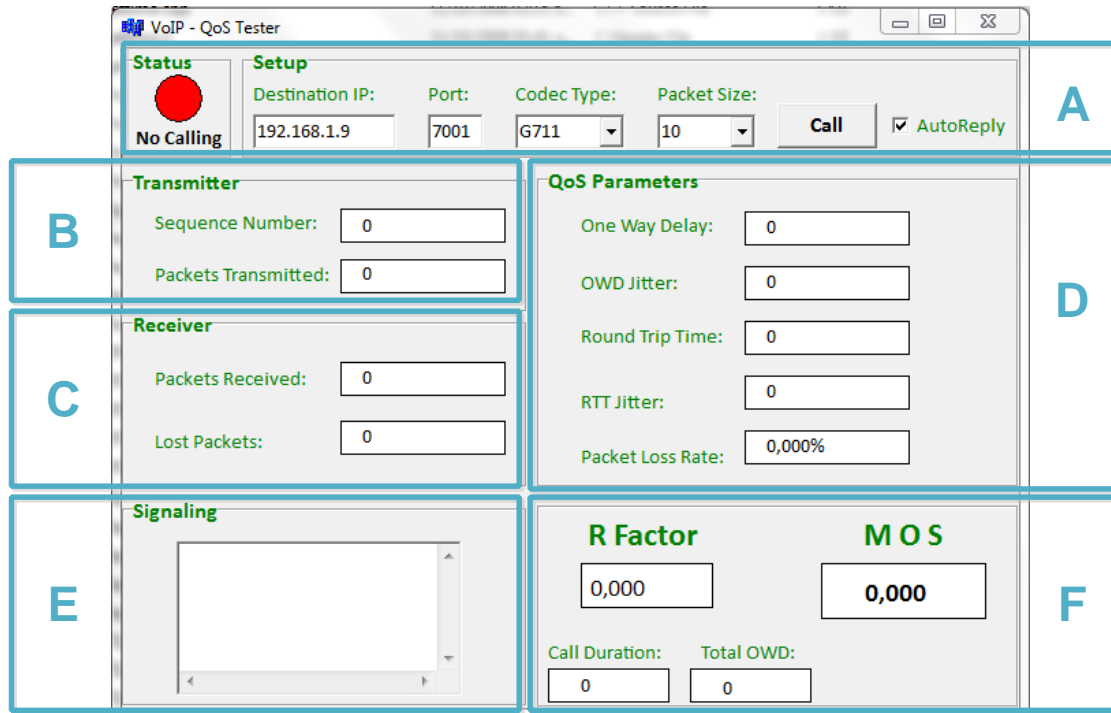 VoIP - QoS Tester
A
Status
No Calling
Setup
Destination IP: Port: Codec Type: Packet Size:
192.168.1.9 7001 G711 10 Call AutoReply
B
Transmitter
Sequence Number: 0
Packets Transmitted: 0
C
Receiver
Packets Received: 0
Lost Packets: 0
D
QoS Parameters
One Way Delay: 0
OWD Jitter: 0
Round Trip Time: 0
RTT Jitter: 0
Packet Loss Rate: 0,000%
E
Signaling
F
R Factor M O S
0,000 0,000
Call Duration: Total OWD:
0 0